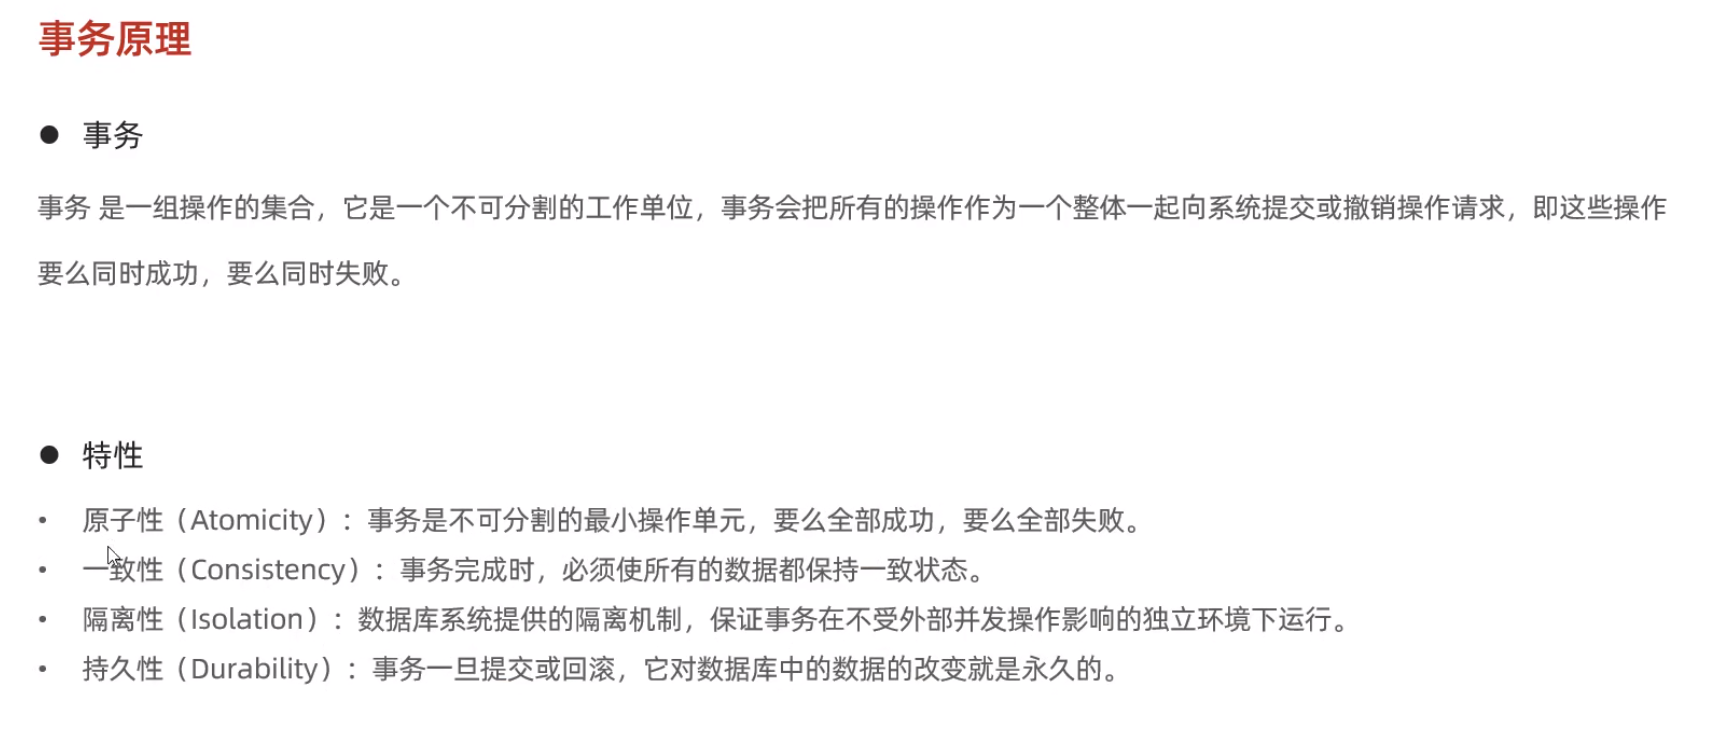 事务原理
● 事务
事务 是一组操作的集合，它是一个不可分割的工作单位，事务会把所有的操作作为一个整体一起向系统提交或撤销操作请求，即这些操作
要么同时成功，要么同时失败。
● 特性
• 原子性（Atomicity）：事务是不可分割的最小操作单元，要么全部成功，要么全部失败。
• 一致性（Consistency）：事务完成时，必须使所有的数据都保持一致状态。
• 隔离性（Isolation）：数据库系统提供的隔离机制，保证事务在不受外部并发操作影响的独立环境下运行。
• 持久性（Durability）：事务一旦提交或回滚，它对数据库中的数据的改变就是永久的。